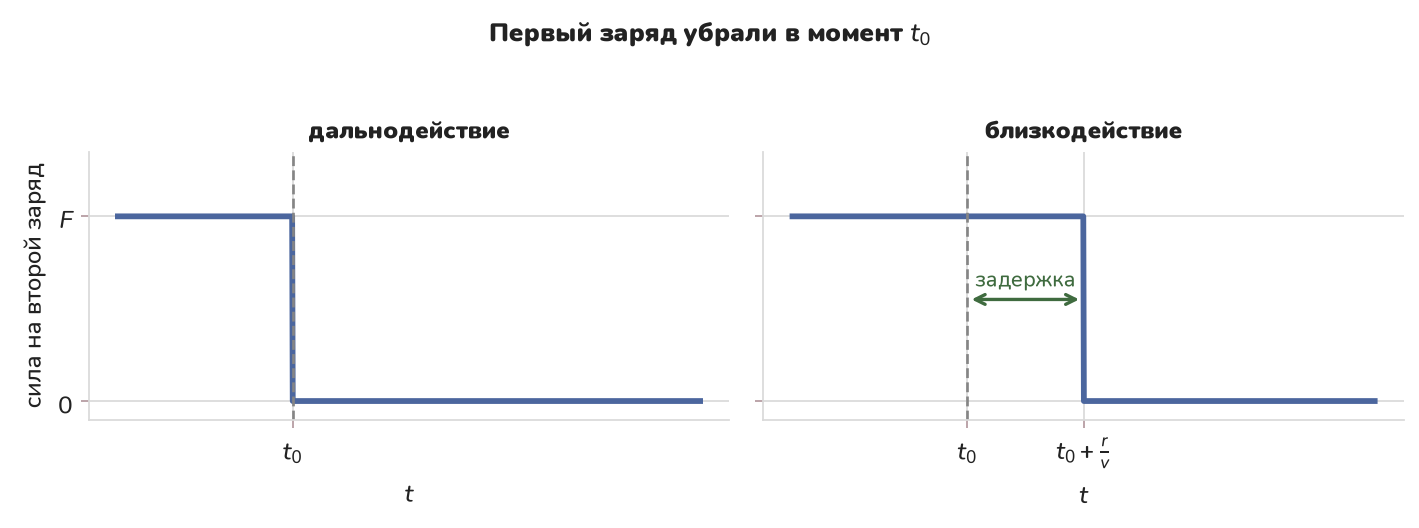 Первый заряд убрали в момент t₀
дальнодействие
сила на второй заряд
F
0
t₀
t
близкодействие
задержка
t₀
t₀ + r/v
t